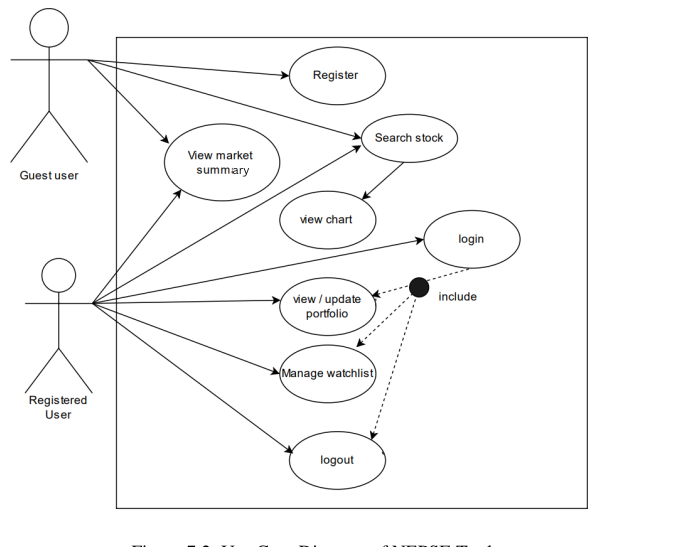 Register
Search stock
View market
summary
Guest user
view chart
login
include
view / update
portfolio
Manage watchlist
Registered
User
logout